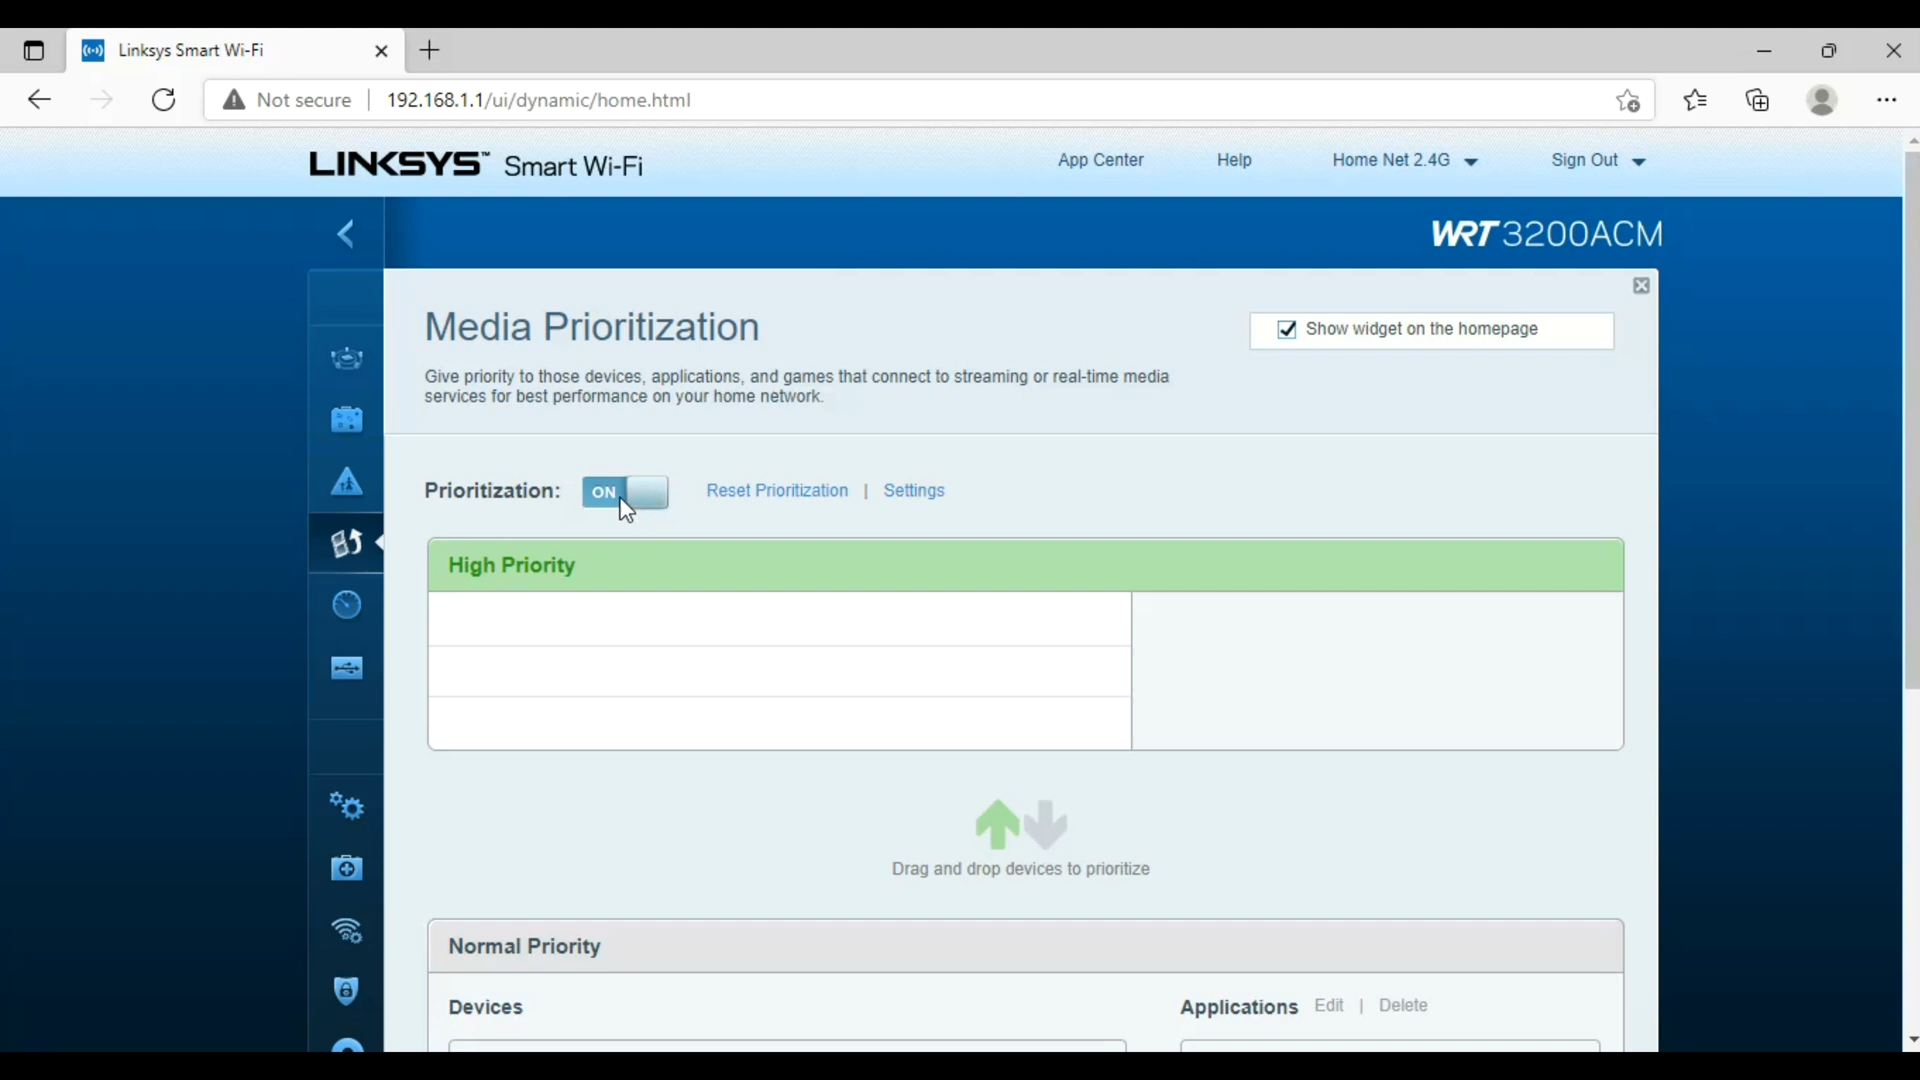 Linksys Smart Wi-Fi
Not secure | 192.168.1.1/ui/dynamic/home.html
LINKSYS™ Smart Wi-Fi
App Center
Help
Home Net 2.4G
Sign Out
WRT3200ACM
Media Prioritization
Show widget on the homepage
Give priority to those devices, applications, and games that connect to streaming or real-time media
services for best performance on your home network.
Prioritization: ON Reset Prioritization | Settings
High Priority
Drag and drop devices to prioritize
Normal Priority
Devices
Applications Edit | Delete